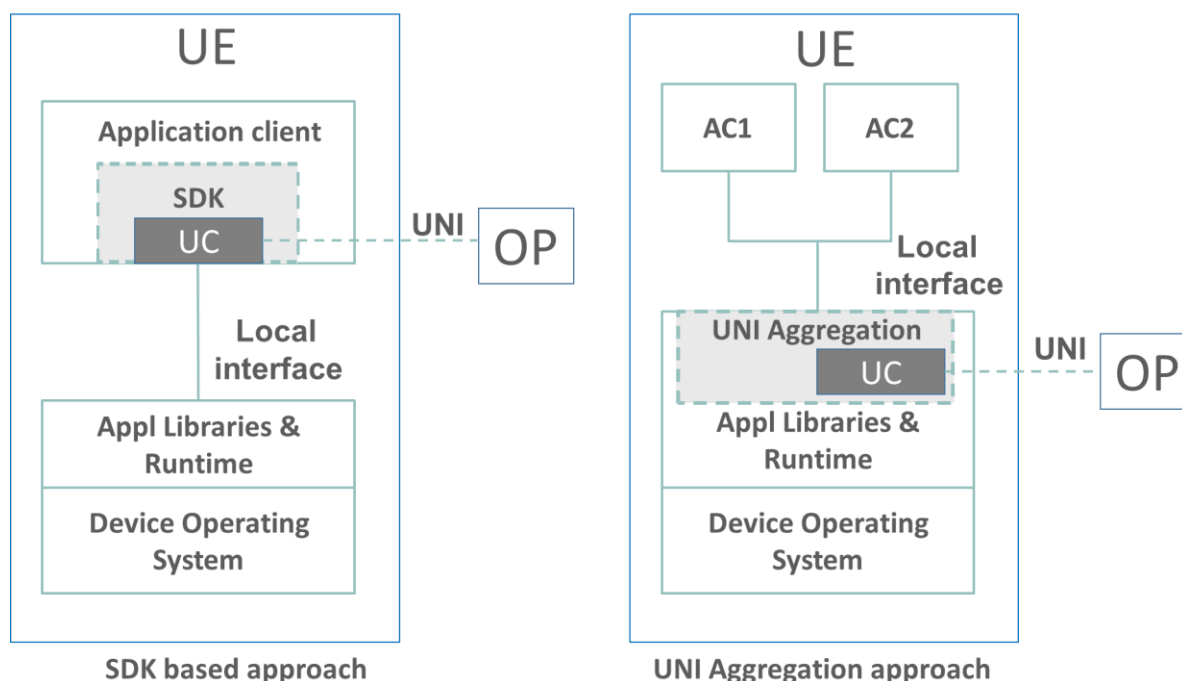 UE
Application client
SDK
UC
UNI
OP
Local
interface
Appl Libraries &
Runtime
Device Operating
System
SDK based approach
UE
AC1
AC2
Local
interface
UNI Aggregation
UC
UNI
OP
Appl Libraries &
Runtime
Device Operating
System
UNI Aggregation approach